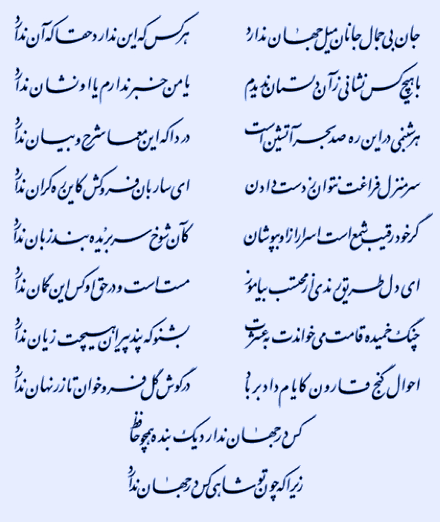 جان بی جمال جانان میل جهان ندارد هر کس که این ندارد حقا که آن ندارد
با هیچ کس نشانی زآن دلستان ندیدم یا من خبر ندارم یا او نشان ندارد
هر شبنمی در این ره صد بحر آتشین است دردا که این معما شرح و بیان ندارد
سرمنزل فراغت نتوان ز دست دادن ای ساربان فروکش کاین ره کران ندارد
گر خود رقیب شمع است اسرار از او بپوشان کآن شوخ سر بریده بند زبان ندارد
ای دل طریق رندی از محتسب بیاموز مست است و در حق او کس این گمان ندارد
چنگ خمیده قامت می‌خواندت به عشرت بشنو که پند پیران هیچت زیان ندارد
احوال گنج قارون کایام داد بر باد در گوش گل فرو خوان تا زر نهان ندارد
کس در جهان ندارد یک بنده همچو حافظ
زیرا که چون تو شاهی کس در جهان ندارد